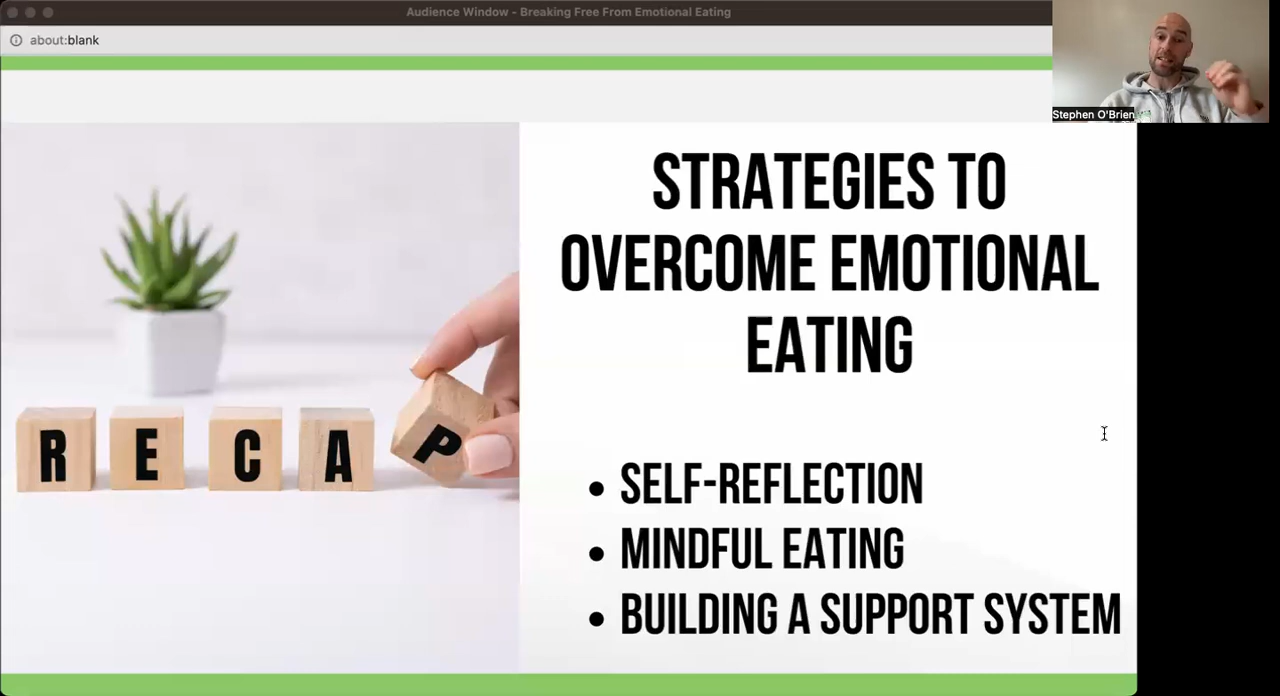 Audience Window - Breaking Free From Emotional Eating
about:blank
Stephen O'Brien
STRATEGIES TO
OVERCOME EMOTIONAL
EATING
RECAP
• SELF-REFLECTION
• MINDFUL EATING
• BUILDING A SUPPORT SYSTEM